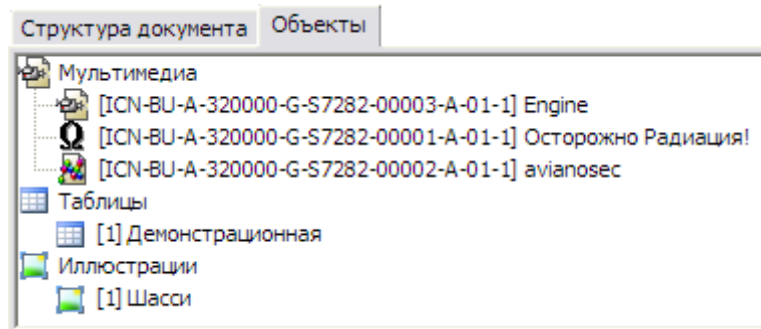 Структура документа Объекты
Мультимедиа
[ICN-BU-A-320000-G-S7282-00003-A-01-1] Engine
[ICN-BU-A-320000-G-S7282-00001-A-01-1] Осторожно Радиация!
[ICN-BU-A-320000-G-S7282-00002-A-01-1] avianosec
Таблицы
[1] Демонстрационная
Иллюстрации
[1] Шасси